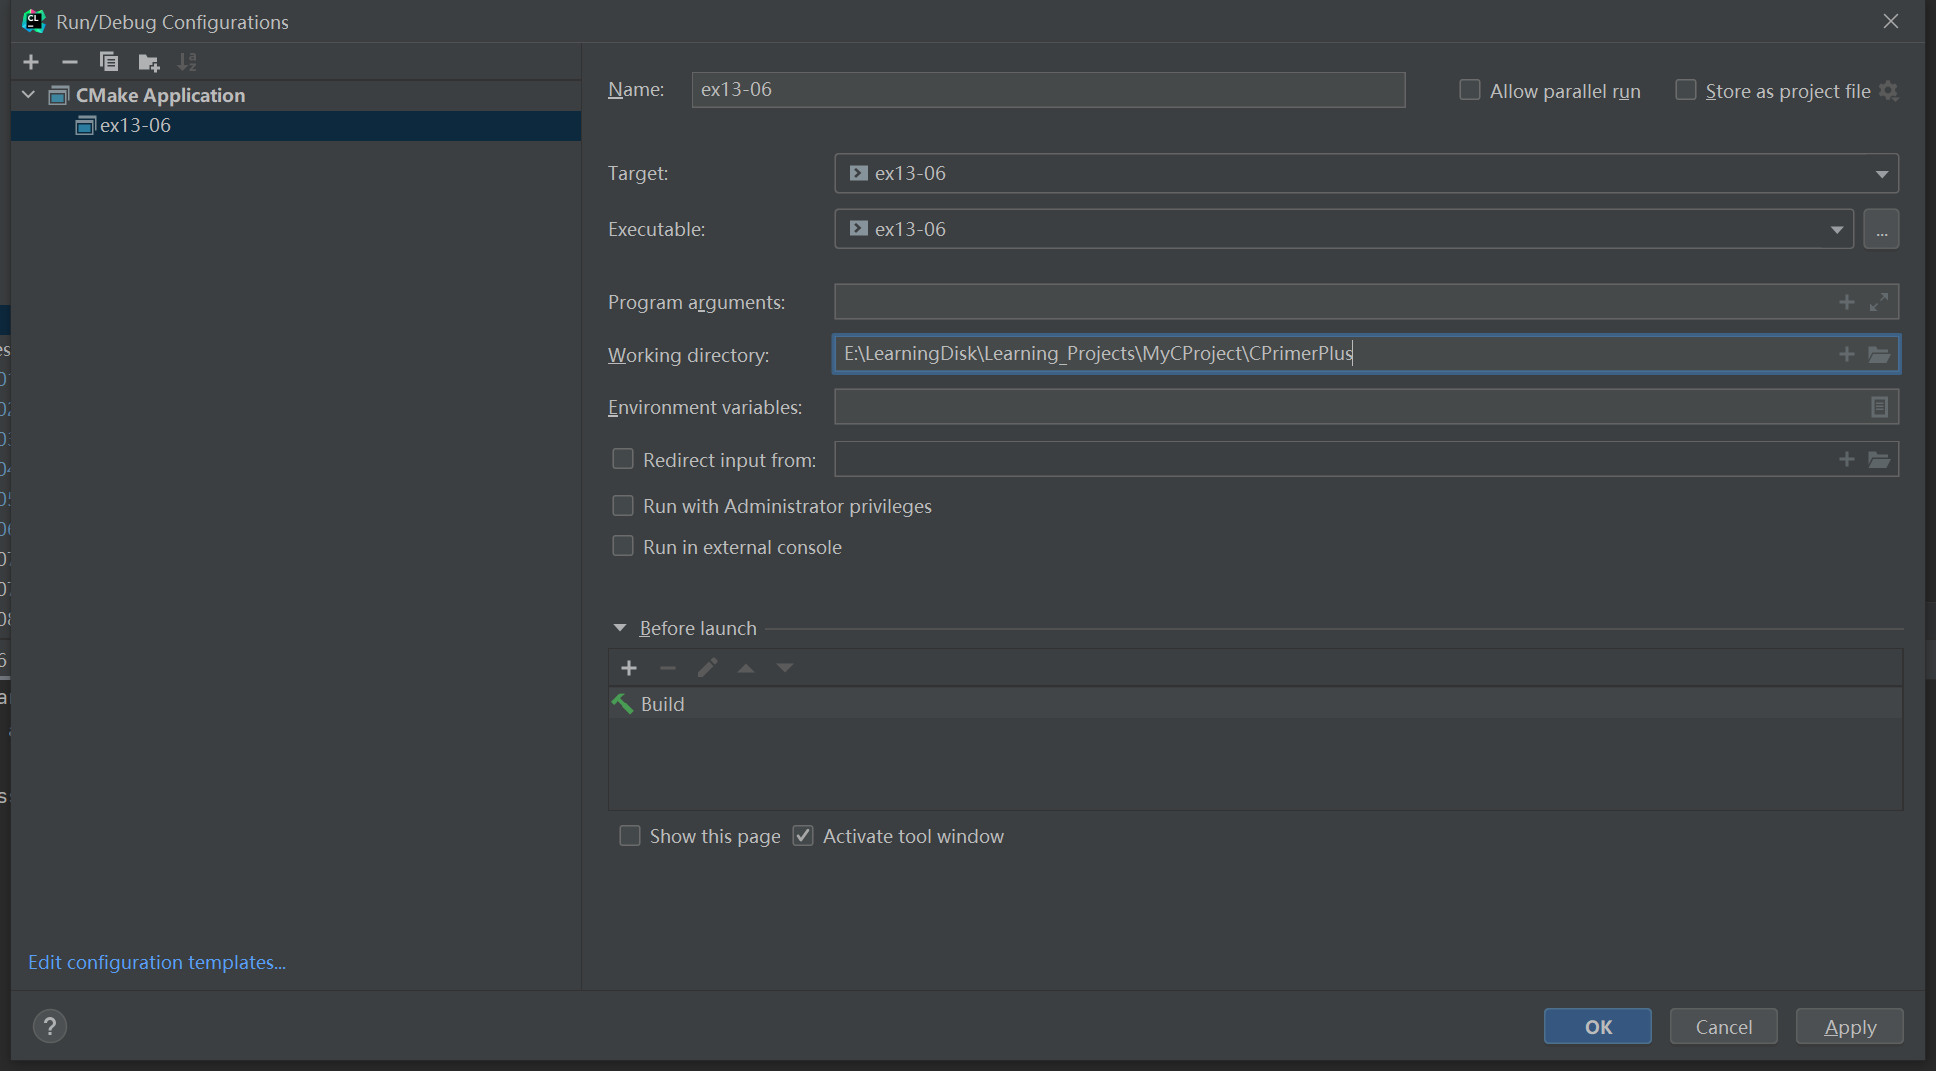 CL Run/Debug Configurations
CMake Application
ex13-06
Name: ex13-06 Allow parallel run Store as project file
Target: ex13-06
Executable: ex13-06 ...
Program arguments:
Working directory: E:\LearningDisk\Learning_Projects\MyCProject\CPrimerPlus
Environment variables:
Redirect input from:
Run with Administrator privileges
Run in external console
Before launch
Build
Show this page Activate tool window
Edit configuration templates...
? OK Cancel Apply